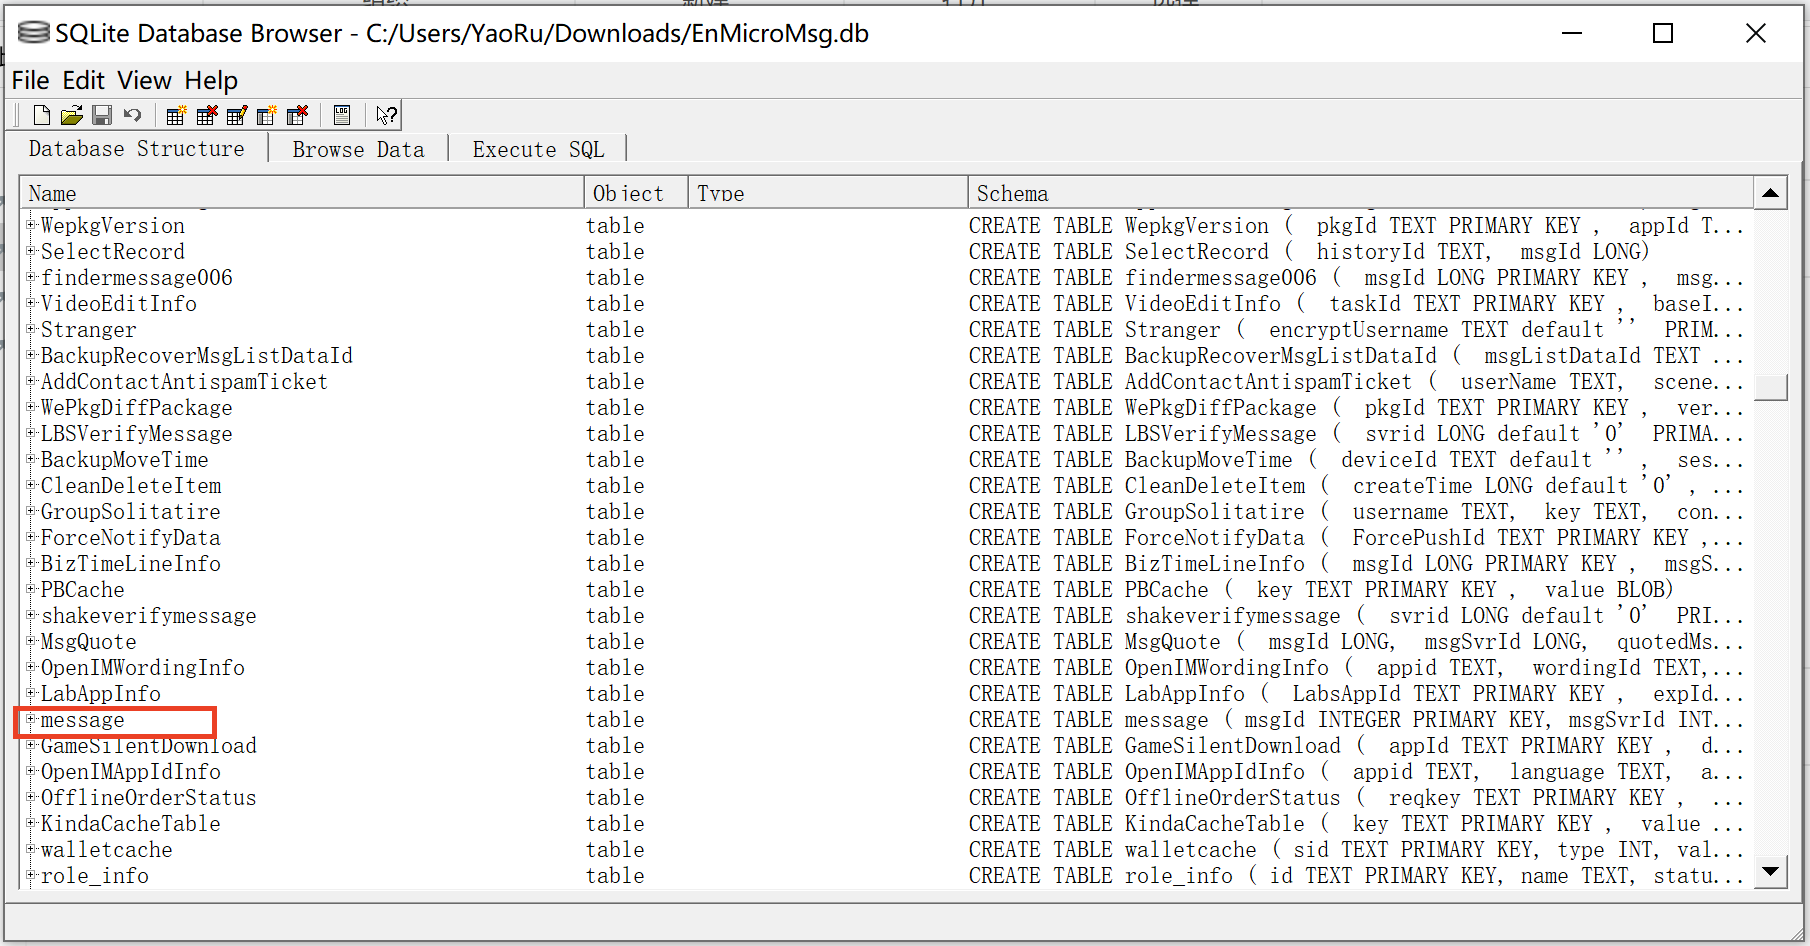 SQLite Database Browser - C:/Users/YaoRu/Downloads/EnMicroMsg.db
File Edit View Help
LOG
Database Structure Browse Data Execute SQL
Name Object Type Schema
WepkgVersion table CREATE TABLE WepkgVersion ( pkgId TEXT PRIMARY KEY , appId T...
SelectRecord table CREATE TABLE SelectRecord ( historyId TEXT, msgId LONG)
findermessage006 table CREATE TABLE findermessage006 ( msgId LONG PRIMARY KEY , msg...
VideoEditInfo table CREATE TABLE VideoEditInfo ( taskId TEXT PRIMARY KEY , baseI...
Stranger table CREATE TABLE Stranger ( encryptUsername TEXT default '' PRIM...
BackupRecoverMsgListDataId table CREATE TABLE BackupRecoverMsgListDataId ( msgListDataId TEXT ...
AddContactAntispamTicket table CREATE TABLE AddContactAntispamTicket ( userName TEXT, scene...
WePkgDiffPackage table CREATE TABLE WePkgDiffPackage ( pkgId TEXT PRIMARY KEY , ver...
LBSVerifyMessage table CREATE TABLE LBSVerifyMessage ( svrid LONG default '0' PRIMA...
BackupMoveTime table CREATE TABLE BackupMoveTime ( deviceId TEXT default '' , ses...
CleanDeleteItem table CREATE TABLE CleanDeleteItem ( createTime LONG default '0' , ...
GroupSolitatire table CREATE TABLE GroupSolitatire ( username TEXT, key TEXT, con...
ForceNotifyData table CREATE TABLE ForceNotifyData ( ForcePushId TEXT PRIMARY KEY ,...
BizTimeLineInfo table CREATE TABLE BizTimeLineInfo ( msgId LONG PRIMARY KEY , msgS...
PBCache table CREATE TABLE PBCache ( key TEXT PRIMARY KEY , value BLOB)
shakeverifymessage table CREATE TABLE shakeverifymessage ( svrid LONG default '0' PRI...
MsgQuote table CREATE TABLE MsgQuote ( msgId LONG, msgSvrId LONG, quotedMs...
OpenIMWordingInfo table CREATE TABLE OpenIMWordingInfo ( appid TEXT, wordingId TEXT,...
LabAppInfo table CREATE TABLE LabAppInfo ( LabsAppId TEXT PRIMARY KEY , expId...
message table CREATE TABLE message ( msgId INTEGER PRIMARY KEY, msgSvrId INT...
GameSilentDownload table CREATE TABLE GameSilentDownload ( appId TEXT PRIMARY KEY , d...
OpenIMAppIdInfo table CREATE TABLE OpenIMAppIdInfo ( appid TEXT, language TEXT, a...
OfflineOrderStatus table CREATE TABLE OfflineOrderStatus ( reqkey TEXT PRIMARY KEY , ...
KindaCacheTable table CREATE TABLE KindaCacheTable ( key TEXT PRIMARY KEY , value ...
walletcache table CREATE TABLE walletcache ( sid TEXT PRIMARY KEY, type INT, val...
role_info table CREATE TABLE role_info ( id TEXT PRIMARY KEY, name TEXT, statu...